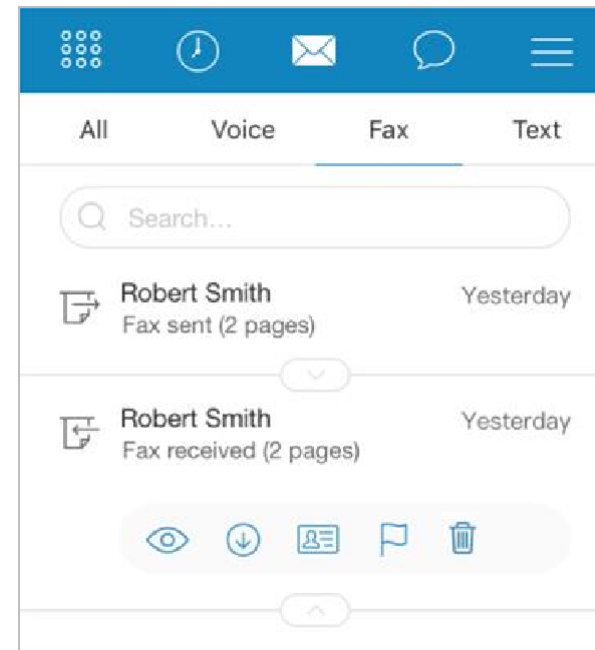 All Voice Fax Text
Search...
Robert Smith Yesterday
Fax sent (2 pages)
Robert Smith Yesterday
Fax received (2 pages)